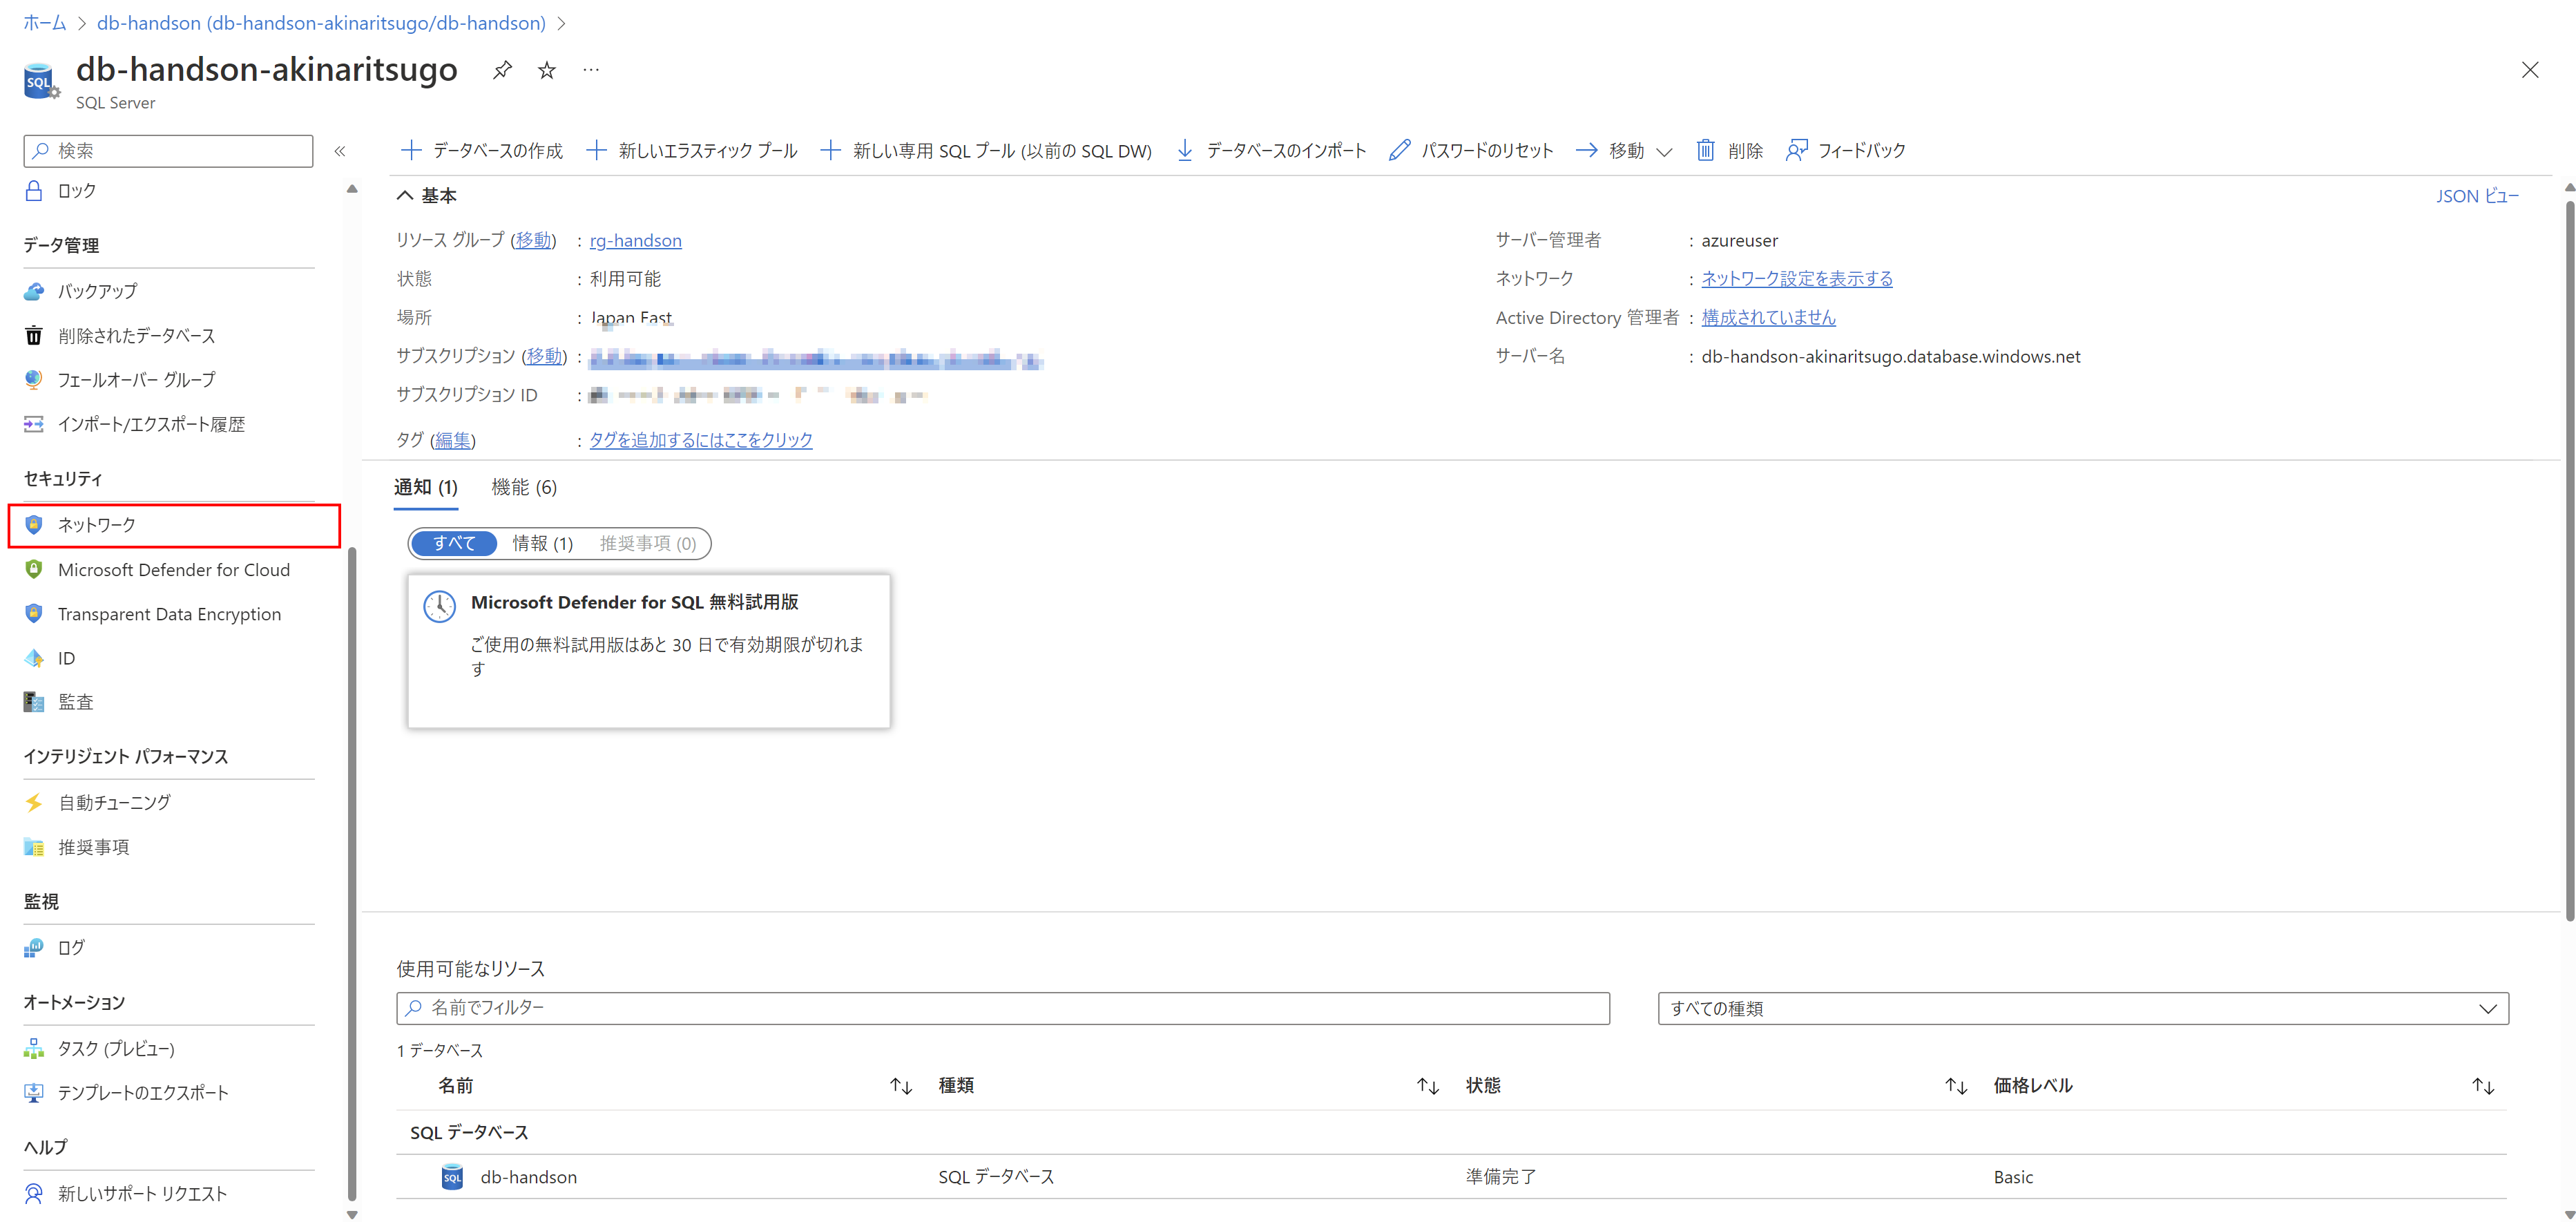 ホーム > db-handson (db-handson-akinaritsugo/db-handson) >
db-handson-akinaritsugo
SQL Server
検索
ロック
データ管理
バックアップ
削除されたデータベース
フェールオーバー グループ
インポート/エクスポート履歴
セキュリティ
ネットワーク
Microsoft Defender for Cloud
Transparent Data Encryption
ID
監査
インテリジェント パフォーマンス
自動チューニング
推奨事項
監視
ログ
オートメーション
タスク (プレビュー)
テンプレートのエクスポート
ヘルプ
新しいサポート リクエスト
データベースの作成 新しいエラスティック プール 新しい専用 SQL プール (以前の SQL DW) データベースのインポート パスワードのリセット 移動 削除 フィードバック
基本 JSON ビュー
リソース グループ (移動) : rg-handson
状態 : 利用可能
場所 : Japan East
サブスクリプション (移動) :
サブスクリプション ID :
タグ (編集) : タグを追加するにはここをクリック
サーバー管理者 : azureuser
ネットワーク : ネットワーク設定を表示する
Active Directory 管理者 : 構成されていません
サーバー名 : db-handson-akinaritsugo.database.windows.net
通知 (1) 機能 (6)
すべて 情報 (1) 推奨事項 (0)
Microsoft Defender for SQL 無料試用版
ご使用の無料試用版はあと 30 日で有効期限が切れま
す
使用可能なリソース
名前でフィルター すべての種類
1 データベース
名前 ↑↓ 種類 ↑↓ 状態 ↑↓ 価格レベル ↑↓
SQL データベース
SQL db-handson SQL データベース 準備完了 Basic